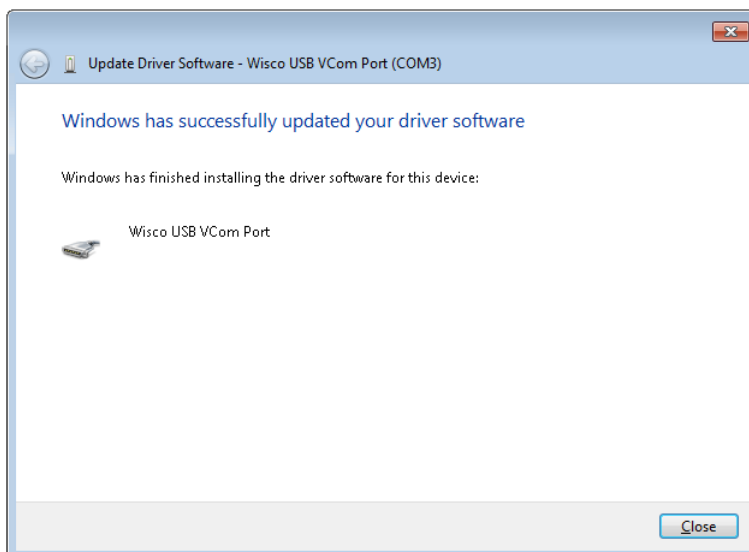 Update Driver Software - Wisco USB VCom Port (COM3)
Windows has successfully updated your driver software
Windows has finished installing the driver software for this device:
Wisco USB VCom Port
Close